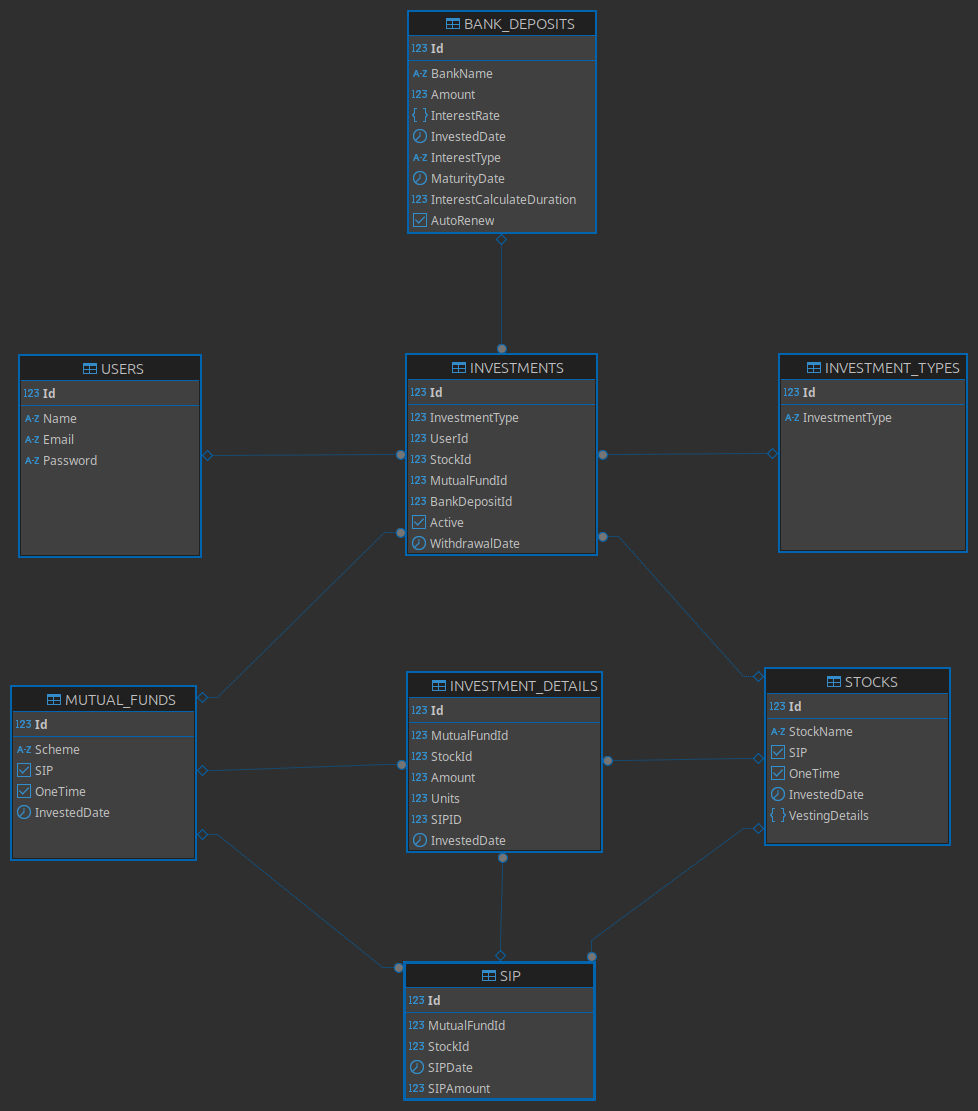 BANK_DEPOSITS
123 Id
A-Z BankName
123 Amount
{ } InterestRate
InvestedDate
A-Z InterestType
MaturityDate
123 InterestCalculateDuration
AutoRenew
USERS
123 Id
A-Z Name
A-Z Email
A-Z Password
INVESTMENTS
123 Id
123 InvestmentType
123 UserId
123 StockId
123 MutualFundId
123 BankDepositId
Active
WithdrawalDate
INVESTMENT_TYPES
123 Id
A-Z InvestmentType
MUTUAL_FUNDS
123 Id
A-Z Scheme
SIP
OneTime
InvestedDate
INVESTMENT_DETAILS
123 Id
123 MutualFundId
123 StockId
123 Amount
123 Units
123 SIPID
InvestedDate
STOCKS
123 Id
A-Z StockName
SIP
OneTime
InvestedDate
{ } VestingDetails
SIP
123 Id
123 MutualFundId
123 StockId
SIPDate
123 SIPAmount